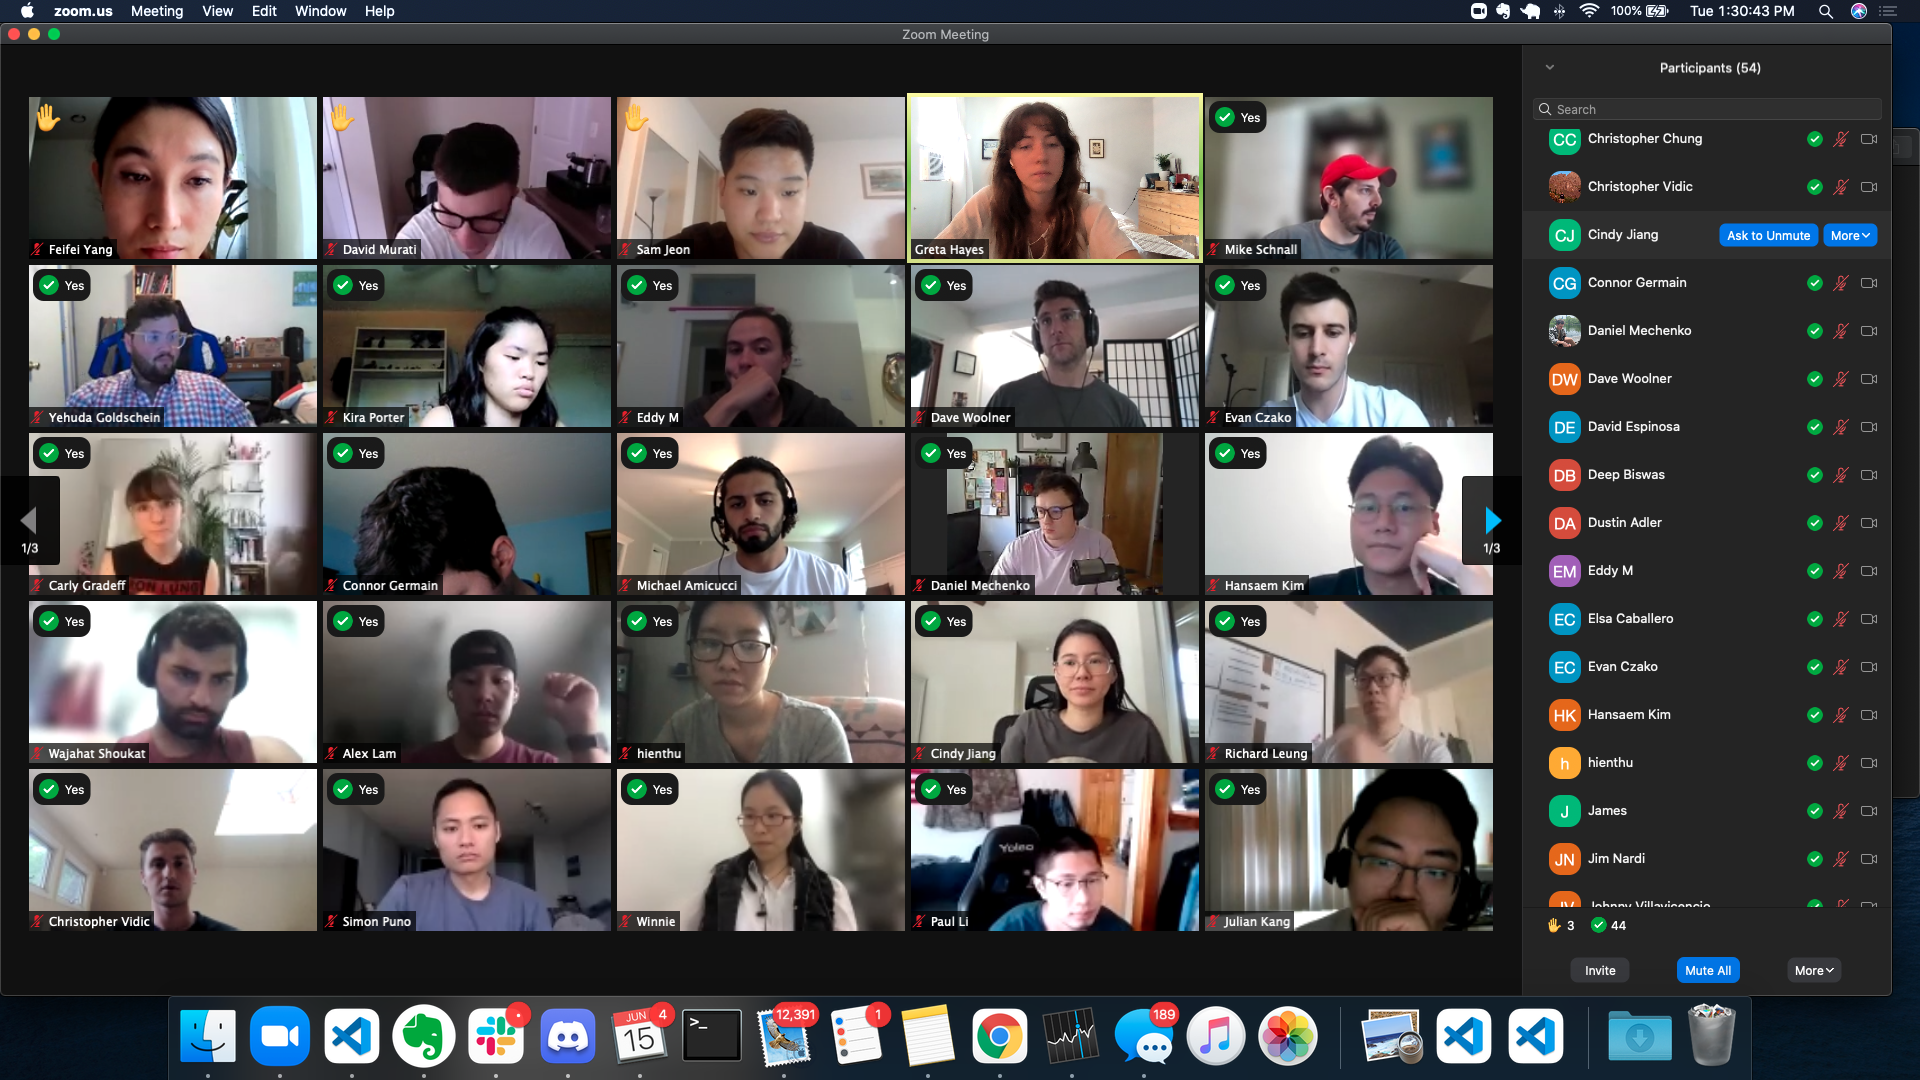 zoom.us Meeting View Edit Window Help 100% Tue 1:30:43 PM
Zoom Meeting
Feifei Yang
David Murati
Sam Jeon
Greta Hayes
Yes
Mike Schnall
Yes
Yehuda Goldschein
Yes
Kira Porter
Yes
Eddy M
Yes
Dave Woolner
Yes
Evan Czako
Yes
Carly Gradeff
Yes
Connor Germain
Yes
Michael Amicucci
Yes
Daniel Mechenko
Yes
Hansaem Kim
1/3
1/3
Yes
Wajahat Shoukat
Yes
Alex Lam
Yes
hienthu
Yes
Cindy Jiang
Yes
Richard Leung
Yes
Christopher Vidic
Yes
Simon Puno
Yes
Winnie
Yes
Paul Li
Yes
Julian Kang
Participants (54)
Search
CC Christopher Chung
Christopher Vidic
CJ Cindy Jiang Ask to Unmute More
CG Connor Germain
Daniel Mechenko
DW Dave Woolner
DE David Espinosa
DB Deep Biswas
DA Dustin Adler
EM Eddy M
EC Elsa Caballero
EC Evan Czako
HK Hansaem Kim
h hienthu
J James
JN Jim Nardi
JV Johnny Villavicencio
3 44
Invite Mute All More
JUN 4
15
>_
12,391
1
189